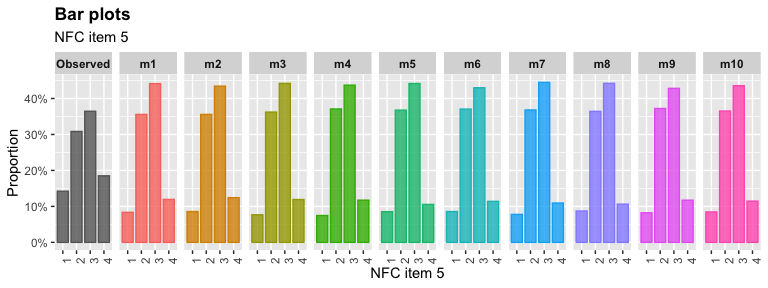 Bar plots
NFC item 5
Observed m1 m2 m3 m4 m5 m6 m7 m8 m9 m10
Proportion
40%
30%
20%
10%
0%
1 2 3 4 1 2 3 4 1 2 3 4 1 2 3 4 1 2 3 4 1 2 3 4 1 2 3 4 1 2 3 4 1 2 3 4 1 2 3 4 1 2 3 4
NFC item 5